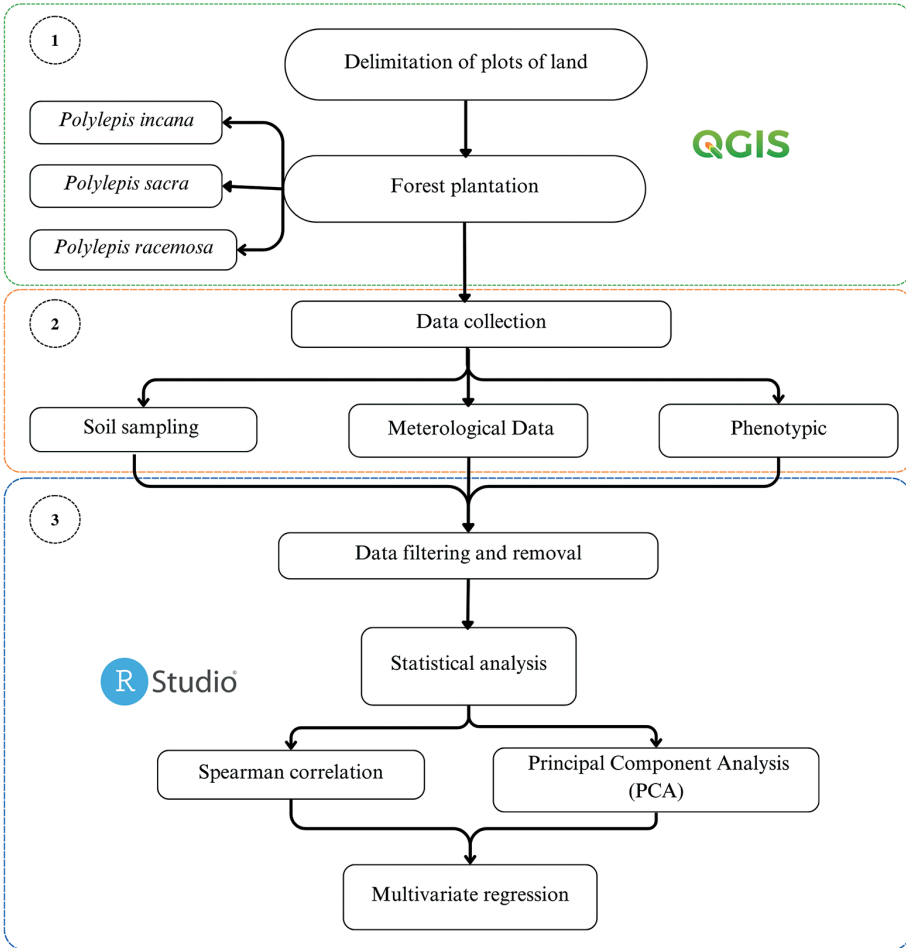 1
Delimitation of plots of land
Polylepis incana
QGIS
Polylepis sacra
Forest plantation
Polylepis racemosa
2
Data collection
Soil sampling
Meterological Data
Phenotypic
3
Data filtering and removal
Statistical analysis
R Studio®
Spearman correlation
Principal Component Analysis
(PCA)
Multivariate regression